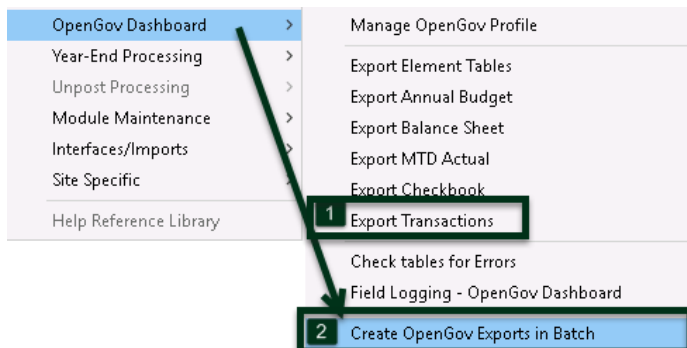 OpenGov Dashboard >
Year-End Processing >
Unpost Processing >
Module Maintenance >
Interfaces/Imports >
Site Specific >
Help Reference Library
Manage OpenGov Profile
Export Element Tables
Export Annual Budget
Export Balance Sheet
Export MTD Actual
Export Checkbook
1 Export Transactions
Check tables for Errors
Field Logging - OpenGov Dashboard
2 Create OpenGov Exports in Batch